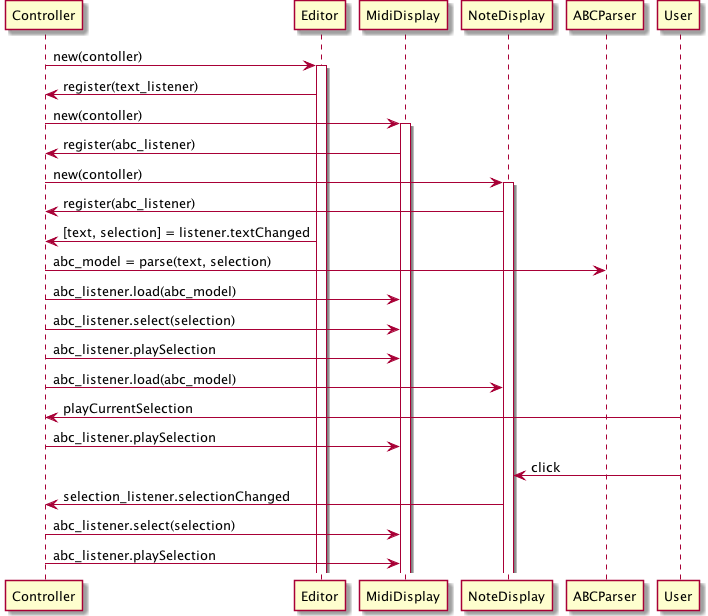 Controller Editor MidiDisplay NoteDisplay ABCParser User
new(contoller)
register(text_listener)
new(contoller)
register(abc_listener)
new(contoller)
register(abc_listener)
[text, selection] = listener.textChanged
abc_model = parse(text, selection)
abc_listener.load(abc_model)
abc_listener.select(selection)
abc_listener.playSelection
abc_listener.load(abc_model)
playCurrentSelection
abc_listener.playSelection
click
selection_listener.selectionChanged
abc_listener.select(selection)
abc_listener.playSelection
Controller Editor MidiDisplay NoteDisplay ABCParser User